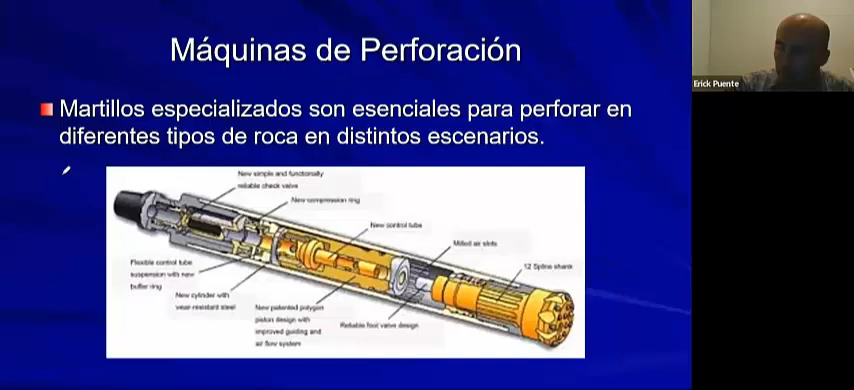 Máquinas de Perforación
Erick Puente
Martillos especializados son esenciales para perforar en
diferentes tipos de roca en distintos escenarios.
New simple and functionally
reliable check valve
New compression ring
New control tube
Milled air slots
12 Spline shank
Flexible control tube
suspension with new
buffer ring
New cylinder with
wear-resistant steel
New patented polygon
piston design with
improved guiding and
air flow system
Reliable foot valve design